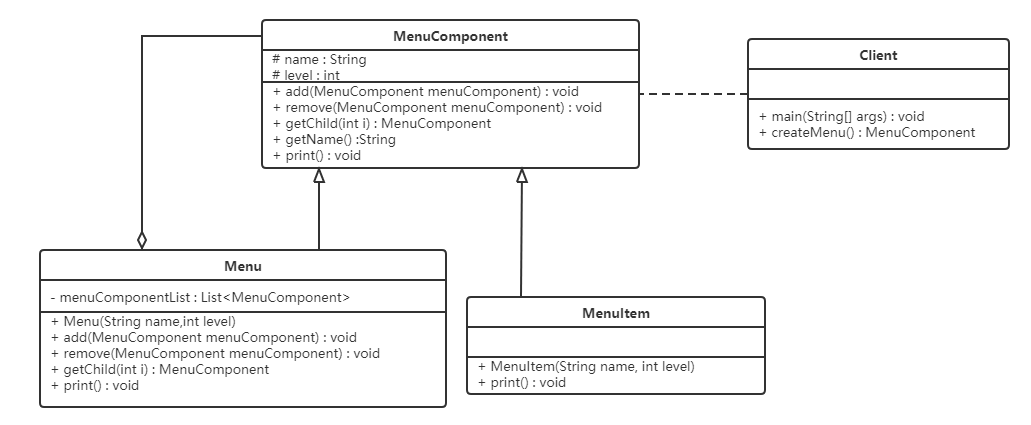 MenuComponent
# name : String
# level : int
+ add(MenuComponent menuComponent) : void
+ remove(MenuComponent menuComponent) : void
+ getChild(int i) : MenuComponent
+ getName() :String
+ print() : void
Client
+ main(String[] args) : void
+ createMenu() : MenuComponent
Menu
- menuComponentList : List<MenuComponent>
+ Menu(String name,int level)
+ add(MenuComponent menuComponent) : void
+ remove(MenuComponent menuComponent) : void
+ getChild(int i) : MenuComponent
+ print() : void
MenuItem
+ MenuItem(String name, int level)
+ print() : void